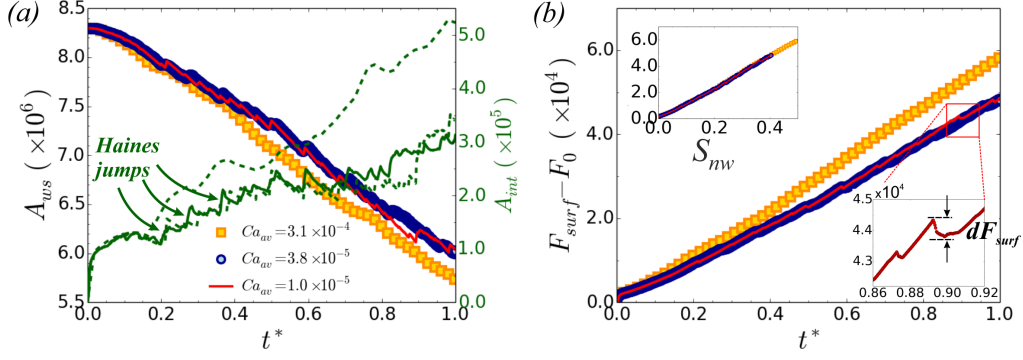 (a)
8.5
8.0
7.5
7.0
6.5
6.0
5.5
A_ws ( ×10^6)
5.0
4.0
3.0
2.0
1.0
0.0
A_int ( ×10^5)
Haines
jumps
Ca_av = 3.1 ×10^-4
Ca_av = 3.8 ×10^-5
Ca_av = 1.0 ×10^-5
0.0 0.2 0.4 0.6 0.8 1.0
t*
(b)
6.0
4.0
2.0
0.0
F_surf − F_0 ( ×10^4)
6.0
4.0
2.0
0.0
0.0 0.2 0.4
S_nw
4.5 x10^4
4.4
4.3
dF_surf
0.86 0.88 0.90 0.92
0.0 0.2 0.4 0.6 0.8 1.0
t*